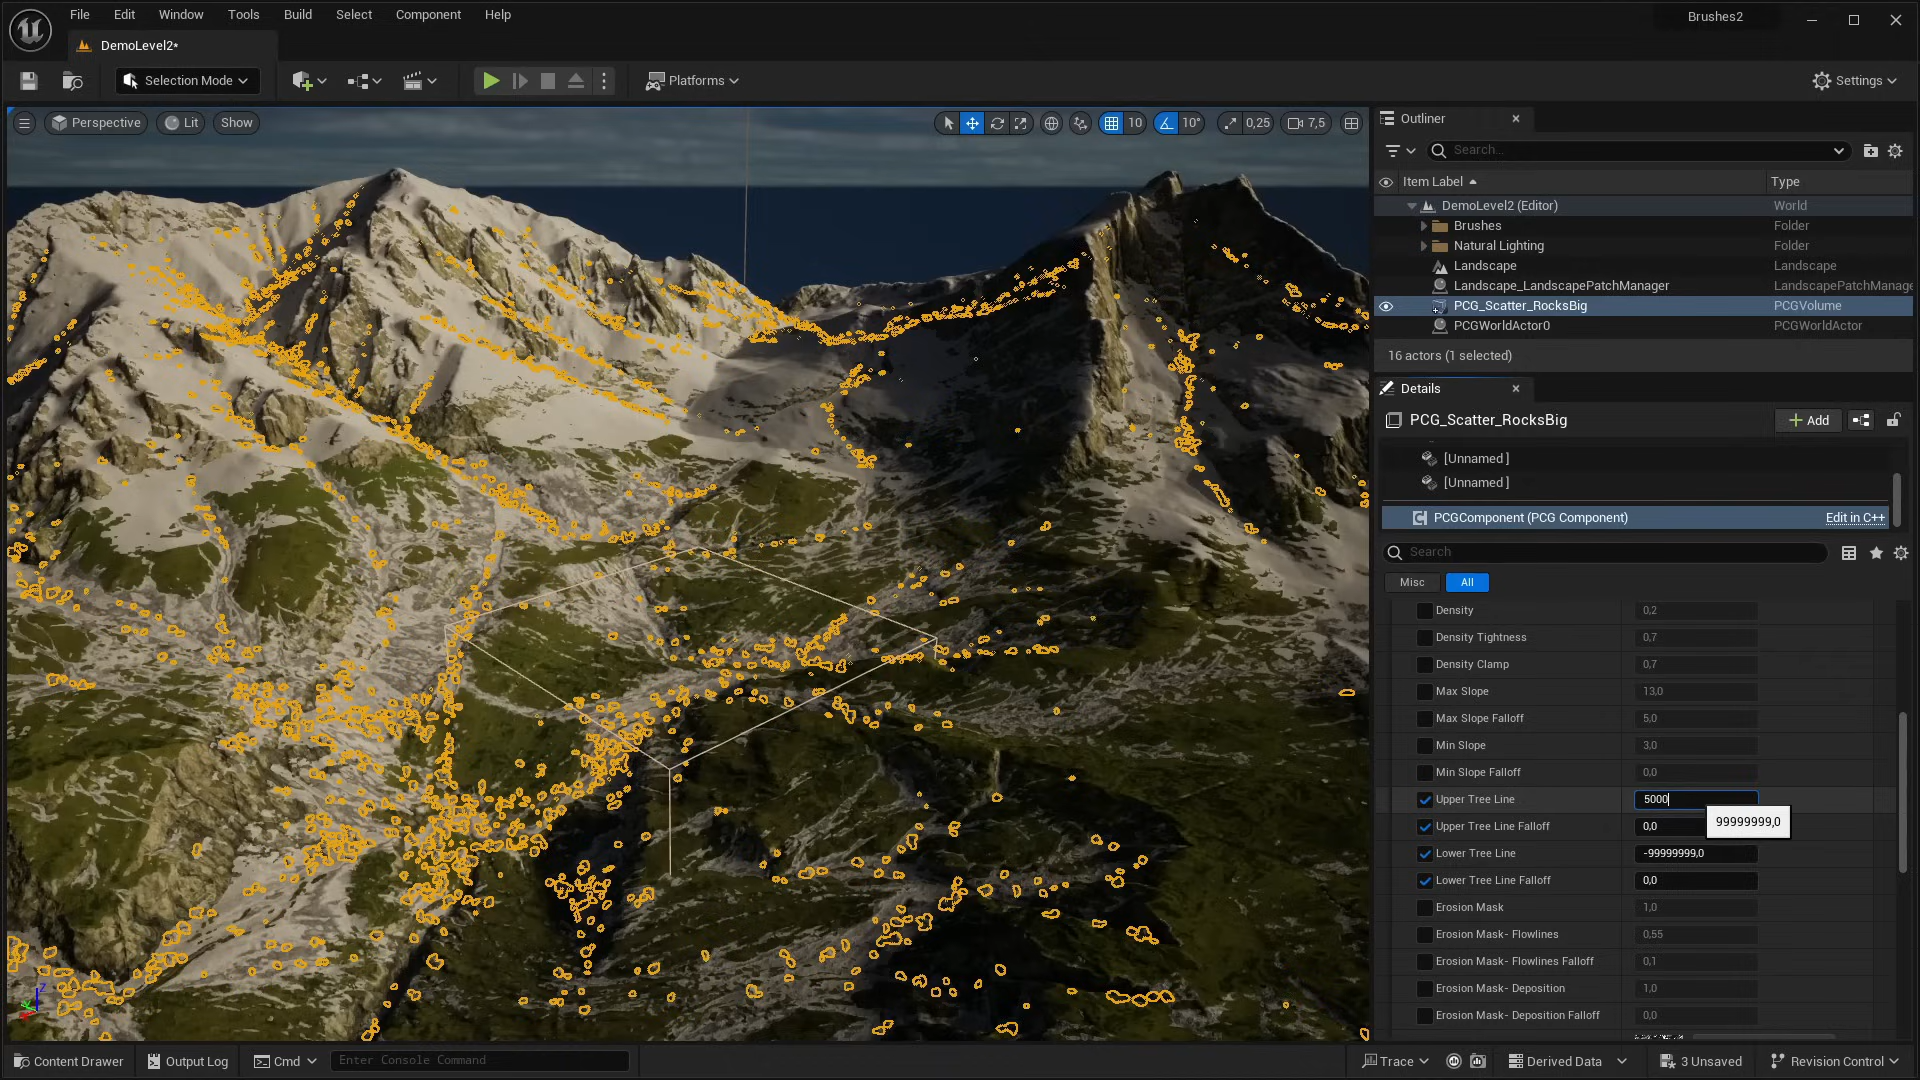 File Edit Window Tools Build Select Component Help
Brushes2
DemoLevel2*
Selection Mode
Platforms
Settings
Perspective Lit Show
10 10° 0,25 7,5
Outliner
Search...
Item Label Type
DemoLevel2 (Editor) World
Brushes Folder
Natural Lighting Folder
Landscape Landscape
Landscape_LandscapePatchManager LandscapePatchManage
PCG_Scatter_RocksBig PCGVolume
PCGWorldActor0 PCGWorldActor
16 actors (1 selected)
Details
PCG_Scatter_RocksBig
Add
[Unnamed ]
[Unnamed ]
PCGComponent (PCG Component) Edit in C++
Search
Misc All
Density 0,2
Density Tightness 0,7
Density Clamp 0,7
Max Slope 13,0
Max Slope Falloff 5,0
Min Slope 3,0
Min Slope Falloff 0,0
Upper Tree Line 5000
99999999,0
Upper Tree Line Falloff 0,0
Lower Tree Line -99999999,0
Lower Tree Line Falloff 0,0
Erosion Mask 1,0
Erosion Mask- Flowlines 0,55
Erosion Mask- Flowlines Falloff 0,1
Erosion Mask- Deposition 1,0
Erosion Mask- Deposition Falloff 0,0
Z
Content Drawer Output Log Cmd Enter Console Command
Trace Derived Data 3 Unsaved Revision Control